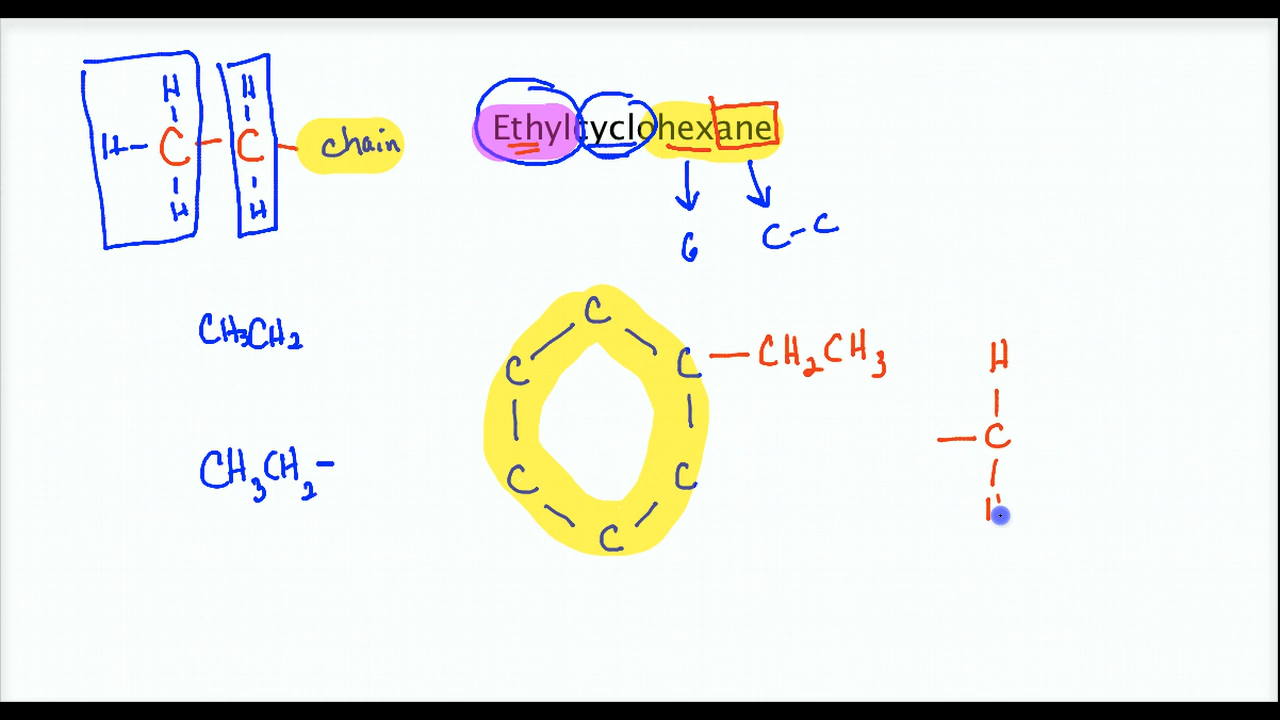 H H
H-C-C-chain
H H
Ethylcyclohexane
6 C-C
CH3CH2
CH3CH2-
C
C C-CH2CH3
C C
C
H
-C